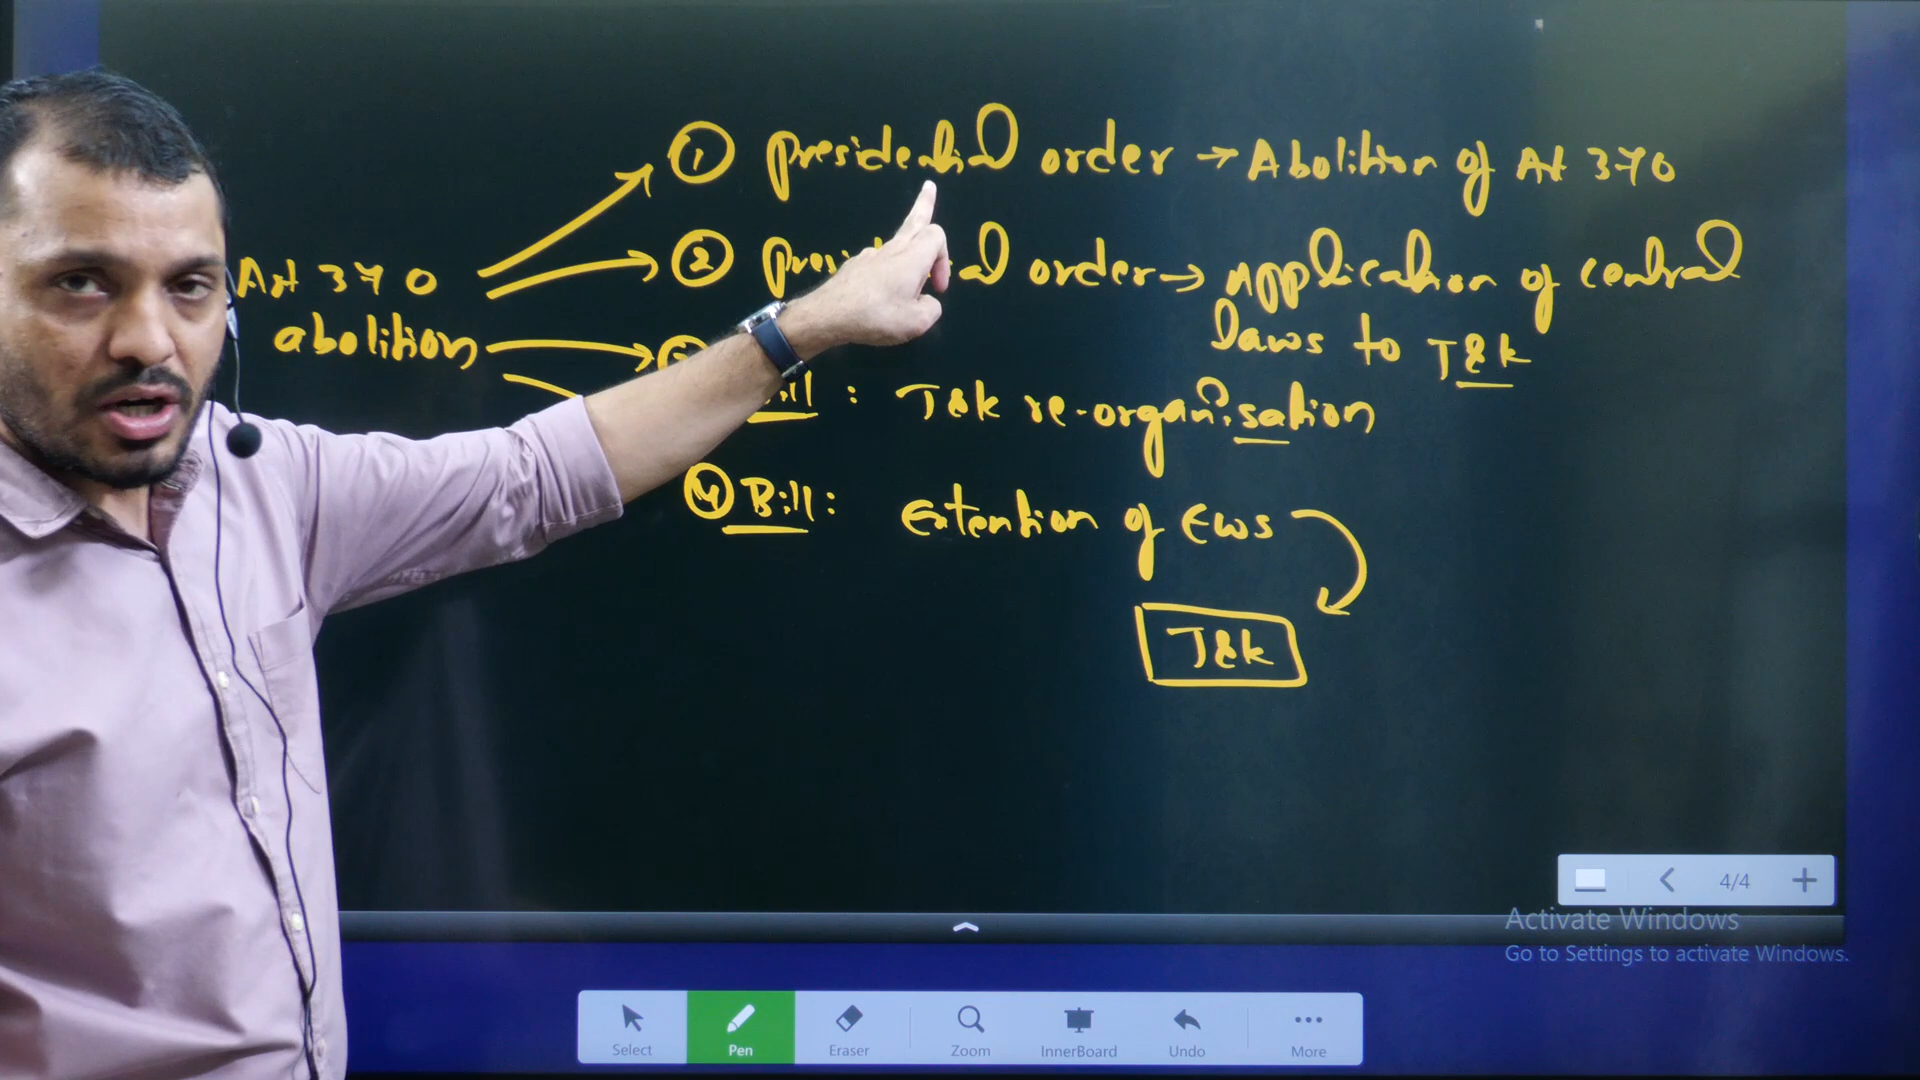 ① presidential order → Abolition of Art 370
Art 370
abolition
② order → Application of central
laws to J&K
: J&K re-organisation
④ Bill: Extention of EWS
J&K
4/4
Activate Windows
Go to Settings to activate Windows.
Select Pen Eraser Zoom InnerBoard Undo More